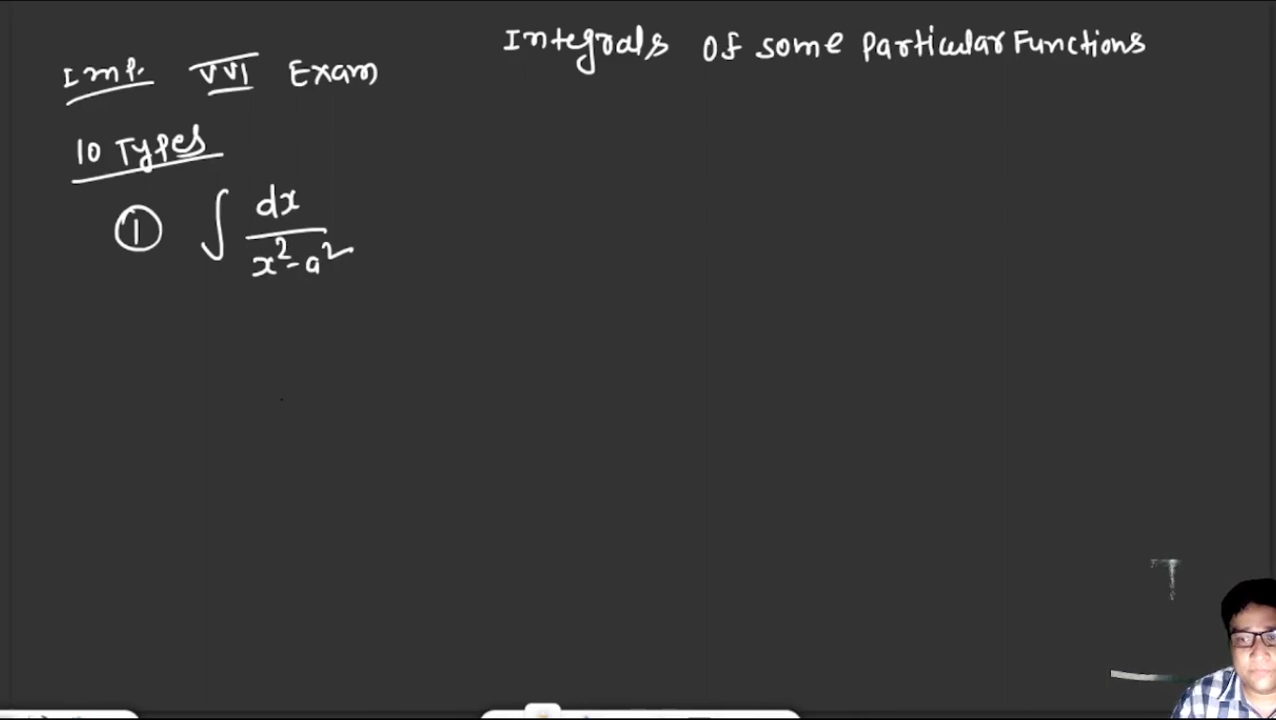 Integrals of some particular Functions
Imp. VVI Exam
10 Types
① ∫ dx / x² - a²